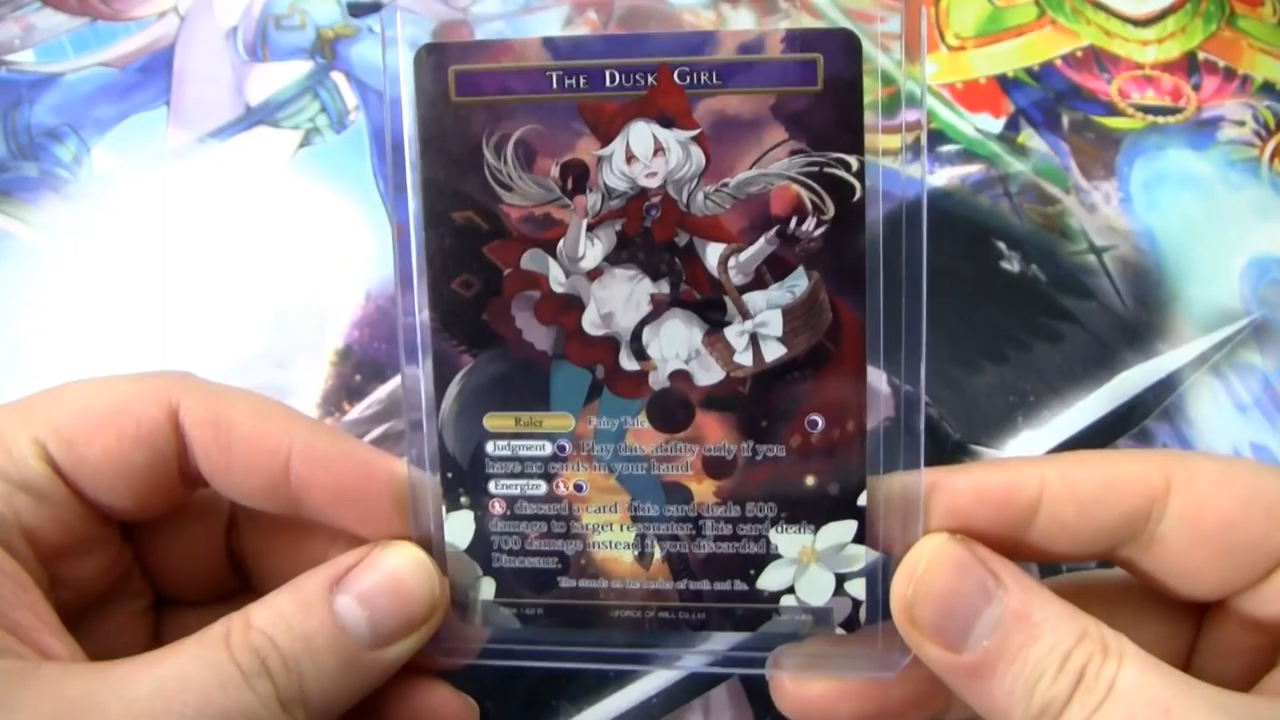 THE DUSK GIRL
Ruler Fairy Tale
Judgment . Play this ability only if you
have no cards in your hand.
Energize
, discard a card: This card deals 500
damage to target resonator. This card deals
700 damage instead if you discarded a
Dinosaur.
The stands on the border of truth and lie.
©FORCE OF WILL Co.,Ltd.